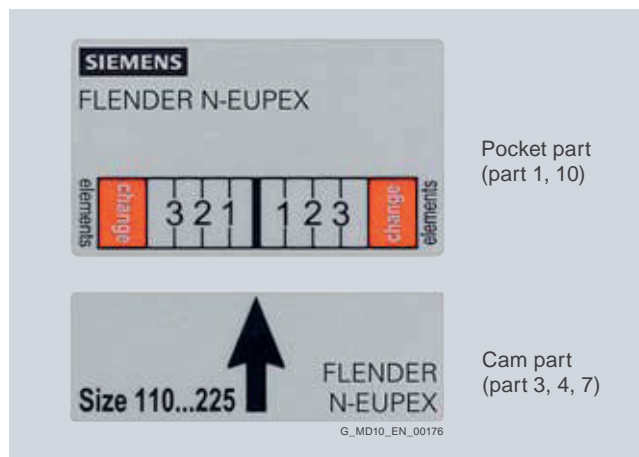 SIEMENS
FLENDER N-EUPEX
elements
change
3 2 1 1 2 3
change
elements
Pocket part
(part 1, 10)
Size 110...225
FLENDER
N-EUPEX
Cam part
(part 3, 4, 7)
G_MD10_EN_00176